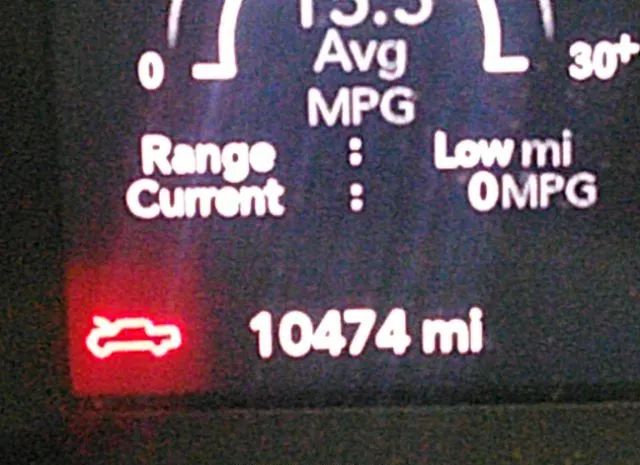 Avg
0 30+
MPG
Range : Low mi
Current : 0MPG
10474 mi